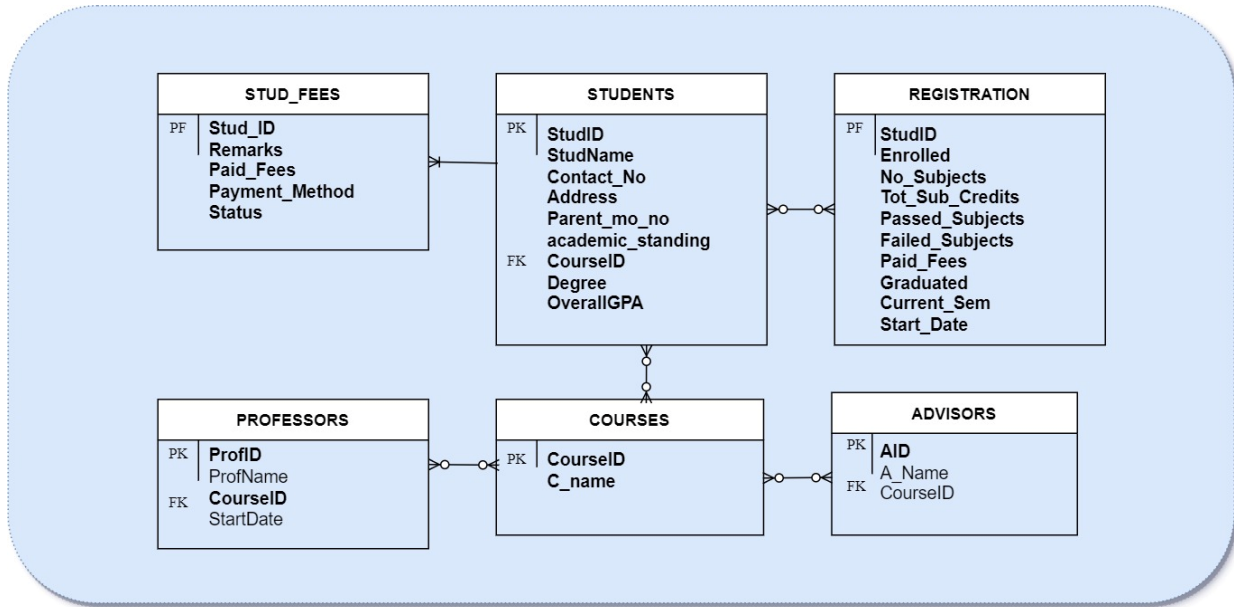 STUD_FEES
PF Stud_ID
Remarks
Paid_Fees
Payment_Method
Status
STUDENTS
PK StudID
StudName
Contact_No
Address
Parent_mo_no
academic_standing
FK CourseID
Degree
OverallGPA
REGISTRATION
PF StudID
Enrolled
No_Subjects
Tot_Sub_Credits
Passed_Subjects
Failed_Subjects
Paid_Fees
Graduated
Current_Sem
Start_Date
PROFESSORS
PK ProfID
ProfName
FK CourseID
StartDate
COURSES
PK CourseID
C_name
ADVISORS
PK AID
A_Name
FK CourseID